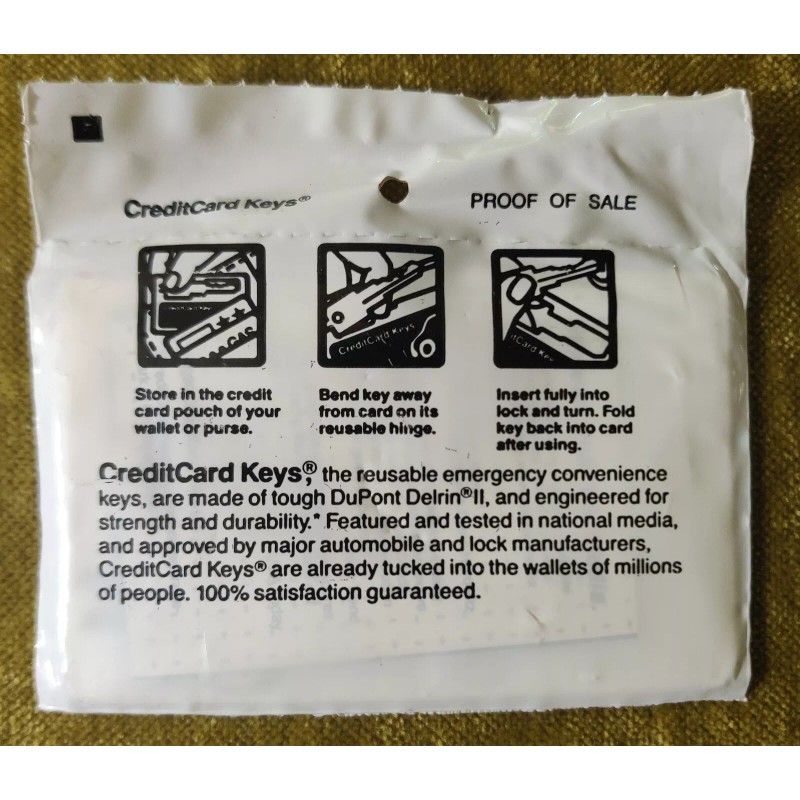 CreditCard Keys®
PROOF OF SALE
CreditCard Keys
Store in the credit
card pouch of your
wallet or purse.
Bend key away
from card on its
reusable hinge.
Insert fully into
lock and turn. Fold
key back into card
after using.
CreditCard Keys®, the reusable emergency convenience
keys, are made of tough DuPont Delrin®II, and engineered for
strength and durability.* Featured and tested in national media,
and approved by major automobile and lock manufacturers,
CreditCard Keys® are already tucked into the wallets of millions
of people. 100% satisfaction guaranteed.